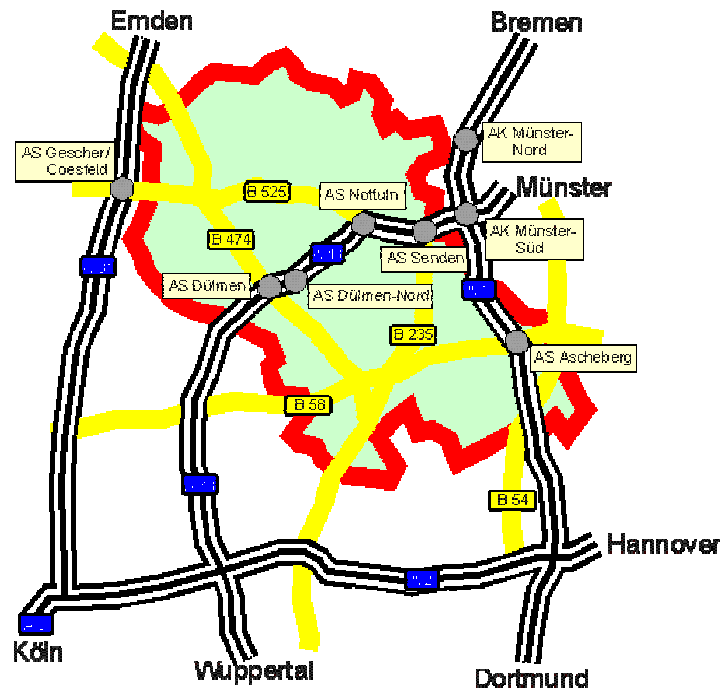 Emden
Bremen
AK Münster-
Nord
AS Gescher/
Coesfeld
Münster
B 525
AS Nottuln
AK Münster-
Süd
B 474
AS Senden
AS Dülmen
AS Dülmen-Nord
B 235
AS Ascheberg
B 58
B 54
Hannover
Köln
Wuppertal
Dortmund